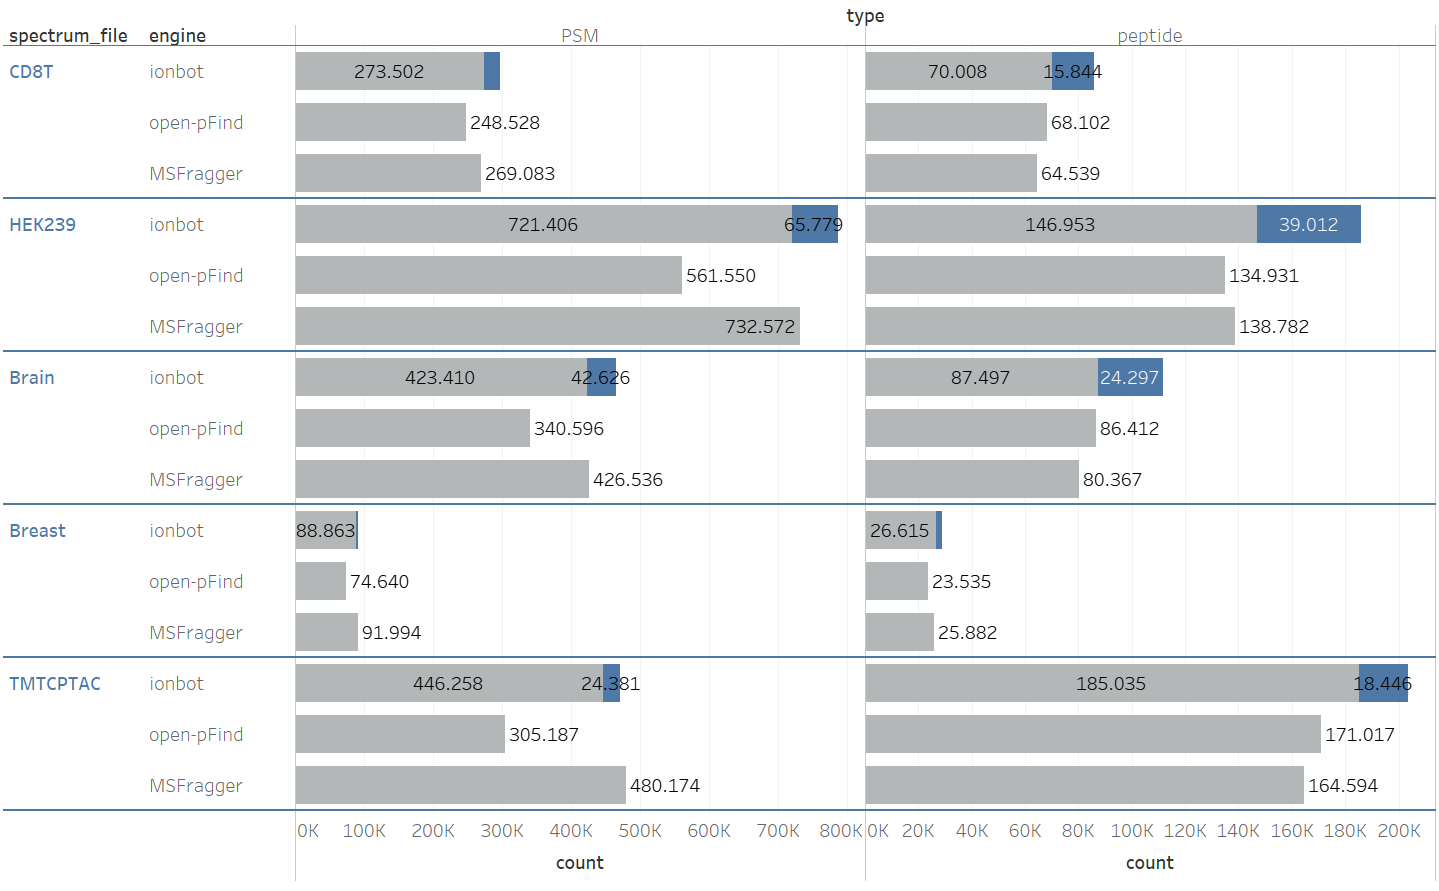 type
spectrum_file engine PSM peptide
CD8T ionbot 273.502 70.008 15.844
open-pFind 248.528 68.102
MSFragger 269.083 64.539
HEK239 ionbot 721.406 65.779 146.953 39.012
open-pFind 561.550 134.931
MSFragger 732.572 138.782
Brain ionbot 423.410 42.626 87.497 24.297
open-pFind 340.596 86.412
MSFragger 426.536 80.367
Breast ionbot 88.863 26.615
open-pFind 74.640 23.535
MSFragger 91.994 25.882
TMTCPTAC ionbot 446.258 24.381 185.035 18.446
open-pFind 305.187 171.017
MSFragger 480.174 164.594
0K 100K 200K 300K 400K 500K 600K 700K 800K 0K 20K 40K 60K 80K 100K 120K 140K 160K 180K 200K
count count